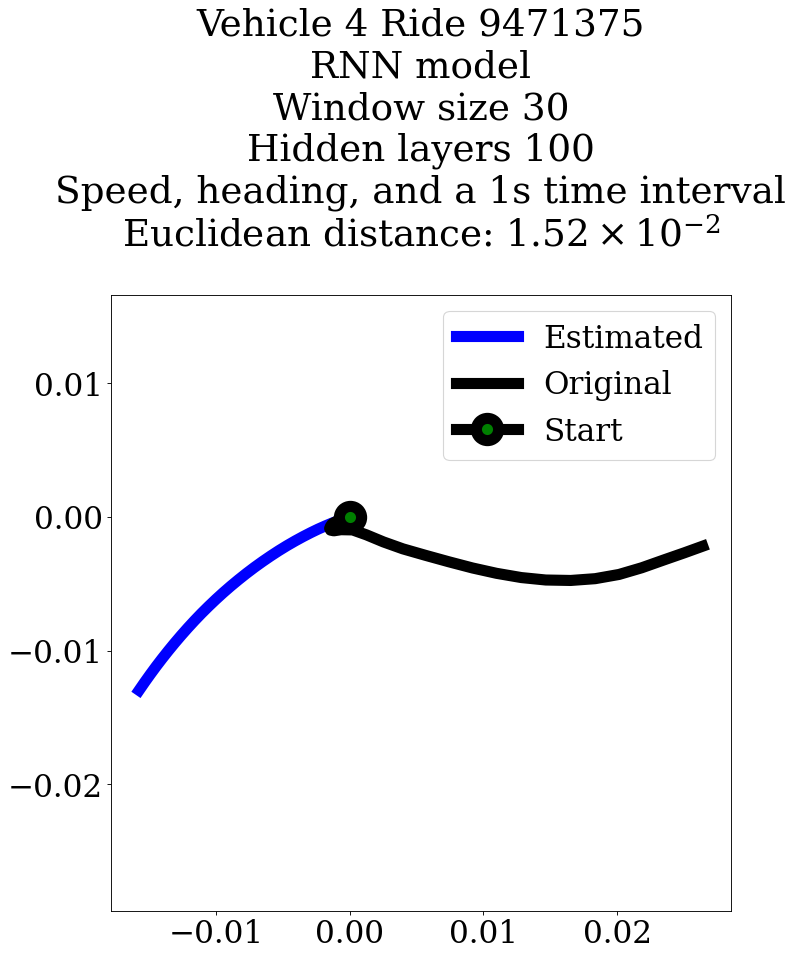 Vehicle 4 Ride 9471375
RNN model
Window size 30
Hidden layers 100
Speed, heading, and a 1s time interval
Euclidean distance: 1.52 × 10⁻²
Estimated
Original
Start
0.01
0.00
−0.01
−0.02
−0.01 0.00 0.01 0.02